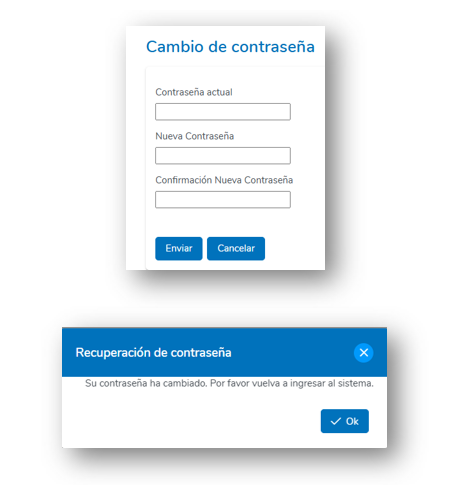 Cambio de contraseña
Contraseña actual
Nueva Contraseña
Confirmación Nueva Contraseña
Enviar Cancelar
Recuperación de contraseña
Su contraseña ha cambiado. Por favor vuelva a ingresar al sistema.
Ok